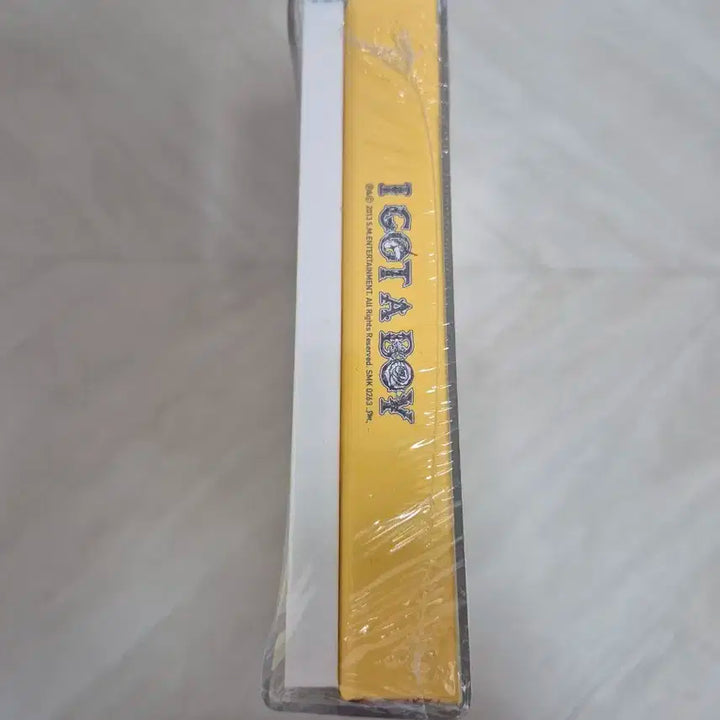 I GOT A BOY
℗&© 2013 S.M.ENTERTAINMENT. All Rights Reserved. SMK 0263